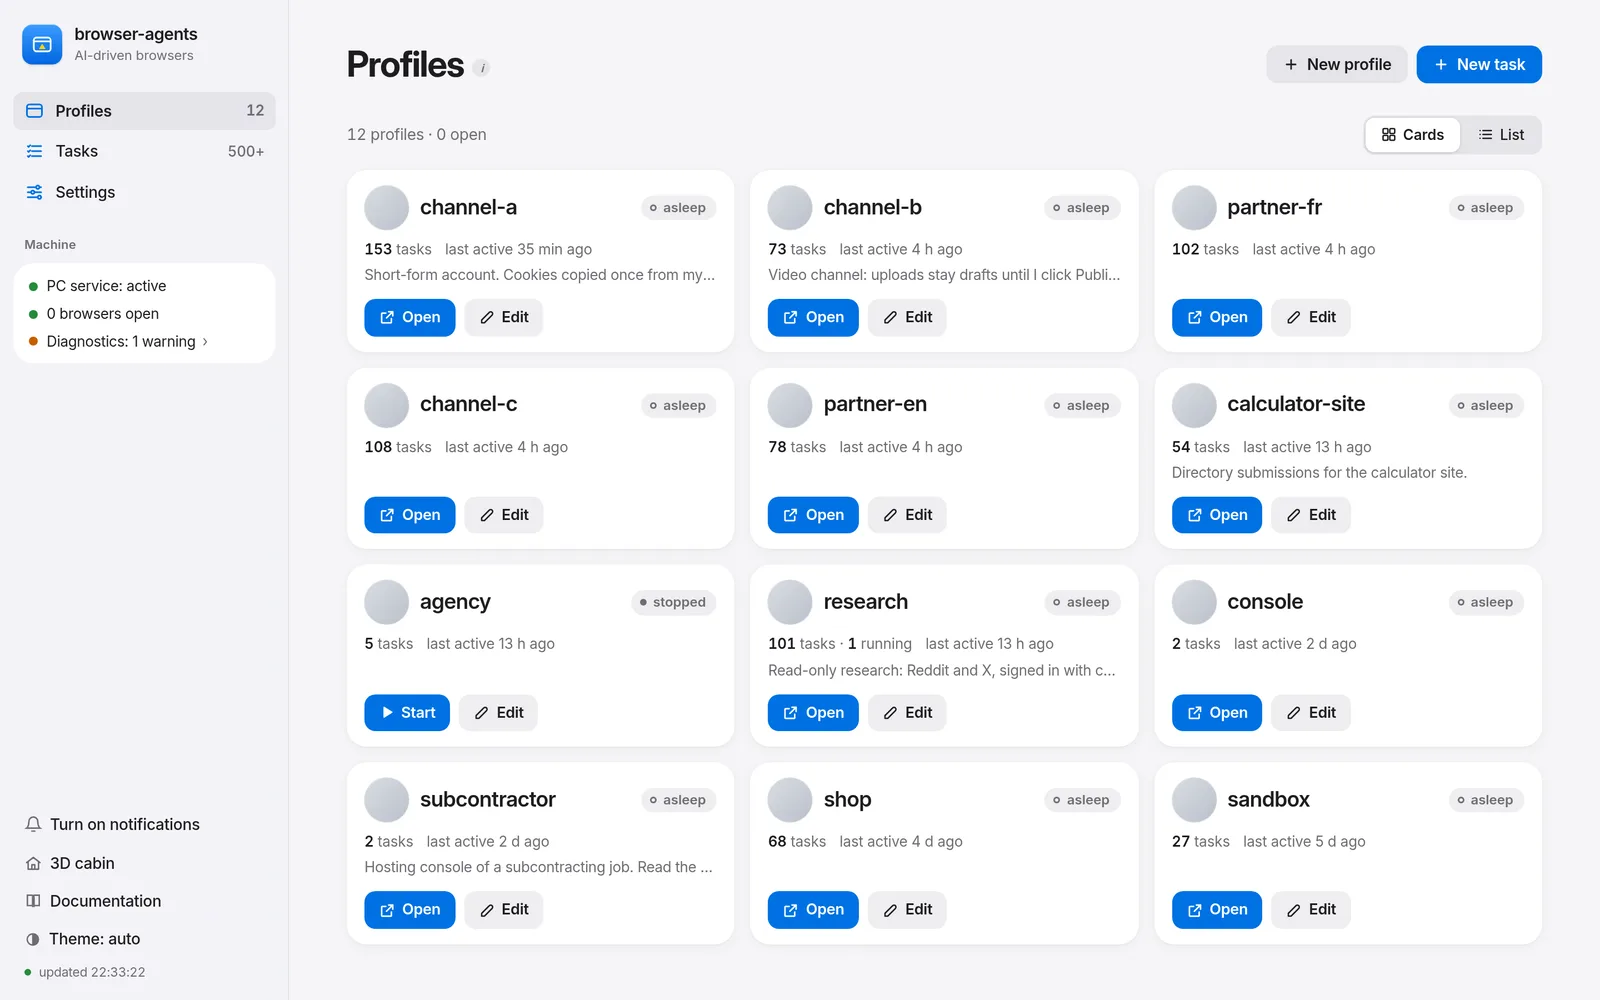 browser-agents
AI-driven browsers
Profiles 12
Tasks 500+
Settings
Machine
PC service: active
0 browsers open
Diagnostics: 1 warning ›
Turn on notifications
3D cabin
Documentation
Theme: auto
updated 22:33:22
Profiles i
+ New profile
+ New task
12 profiles · 0 open
Cards
List
channel-a asleep
153 tasks last active 35 min ago
Short-form account. Cookies copied once from my...
Open Edit
channel-b asleep
73 tasks last active 4 h ago
Video channel: uploads stay drafts until I click Publi...
Open Edit
partner-fr asleep
102 tasks last active 4 h ago
Open Edit
channel-c asleep
108 tasks last active 4 h ago
Open Edit
partner-en asleep
78 tasks last active 4 h ago
Open Edit
calculator-site asleep
54 tasks last active 13 h ago
Directory submissions for the calculator site.
Open Edit
agency stopped
5 tasks last active 13 h ago
Start Edit
research asleep
101 tasks · 1 running last active 13 h ago
Read-only research: Reddit and X, signed in with c...
Open Edit
console asleep
2 tasks last active 2 d ago
Open Edit
subcontractor asleep
2 tasks last active 2 d ago
Hosting console of a subcontracting job. Read the ...
Open Edit
shop asleep
68 tasks last active 4 d ago
Open Edit
sandbox asleep
27 tasks last active 5 d ago
Open Edit